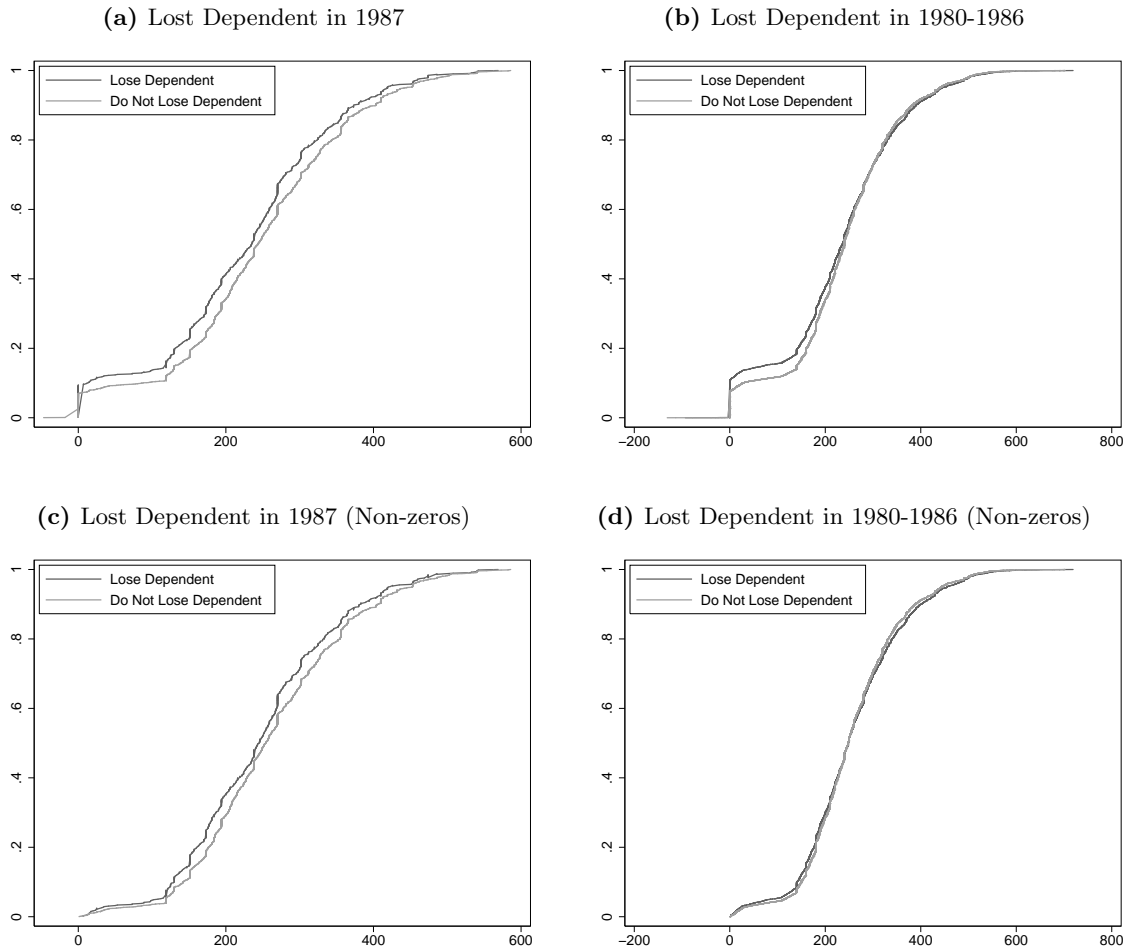 (a) Lost Dependent in 1987
Lose Dependent
Do Not Lose Dependent
1
.8
.6
.4
.2
0
0 200 400 600
(b) Lost Dependent in 1980-1986
Lose Dependent
Do Not Lose Dependent
1
.8
.6
.4
.2
0
−200 0 200 400 600 800
(c) Lost Dependent in 1987 (Non-zeros)
Lose Dependent
Do Not Lose Dependent
1
.8
.6
.4
.2
0
0 200 400 600
(d) Lost Dependent in 1980-1986 (Non-zeros)
Lose Dependent
Do Not Lose Dependent
1
.8
.6
.4
.2
0
−200 0 200 400 600 800